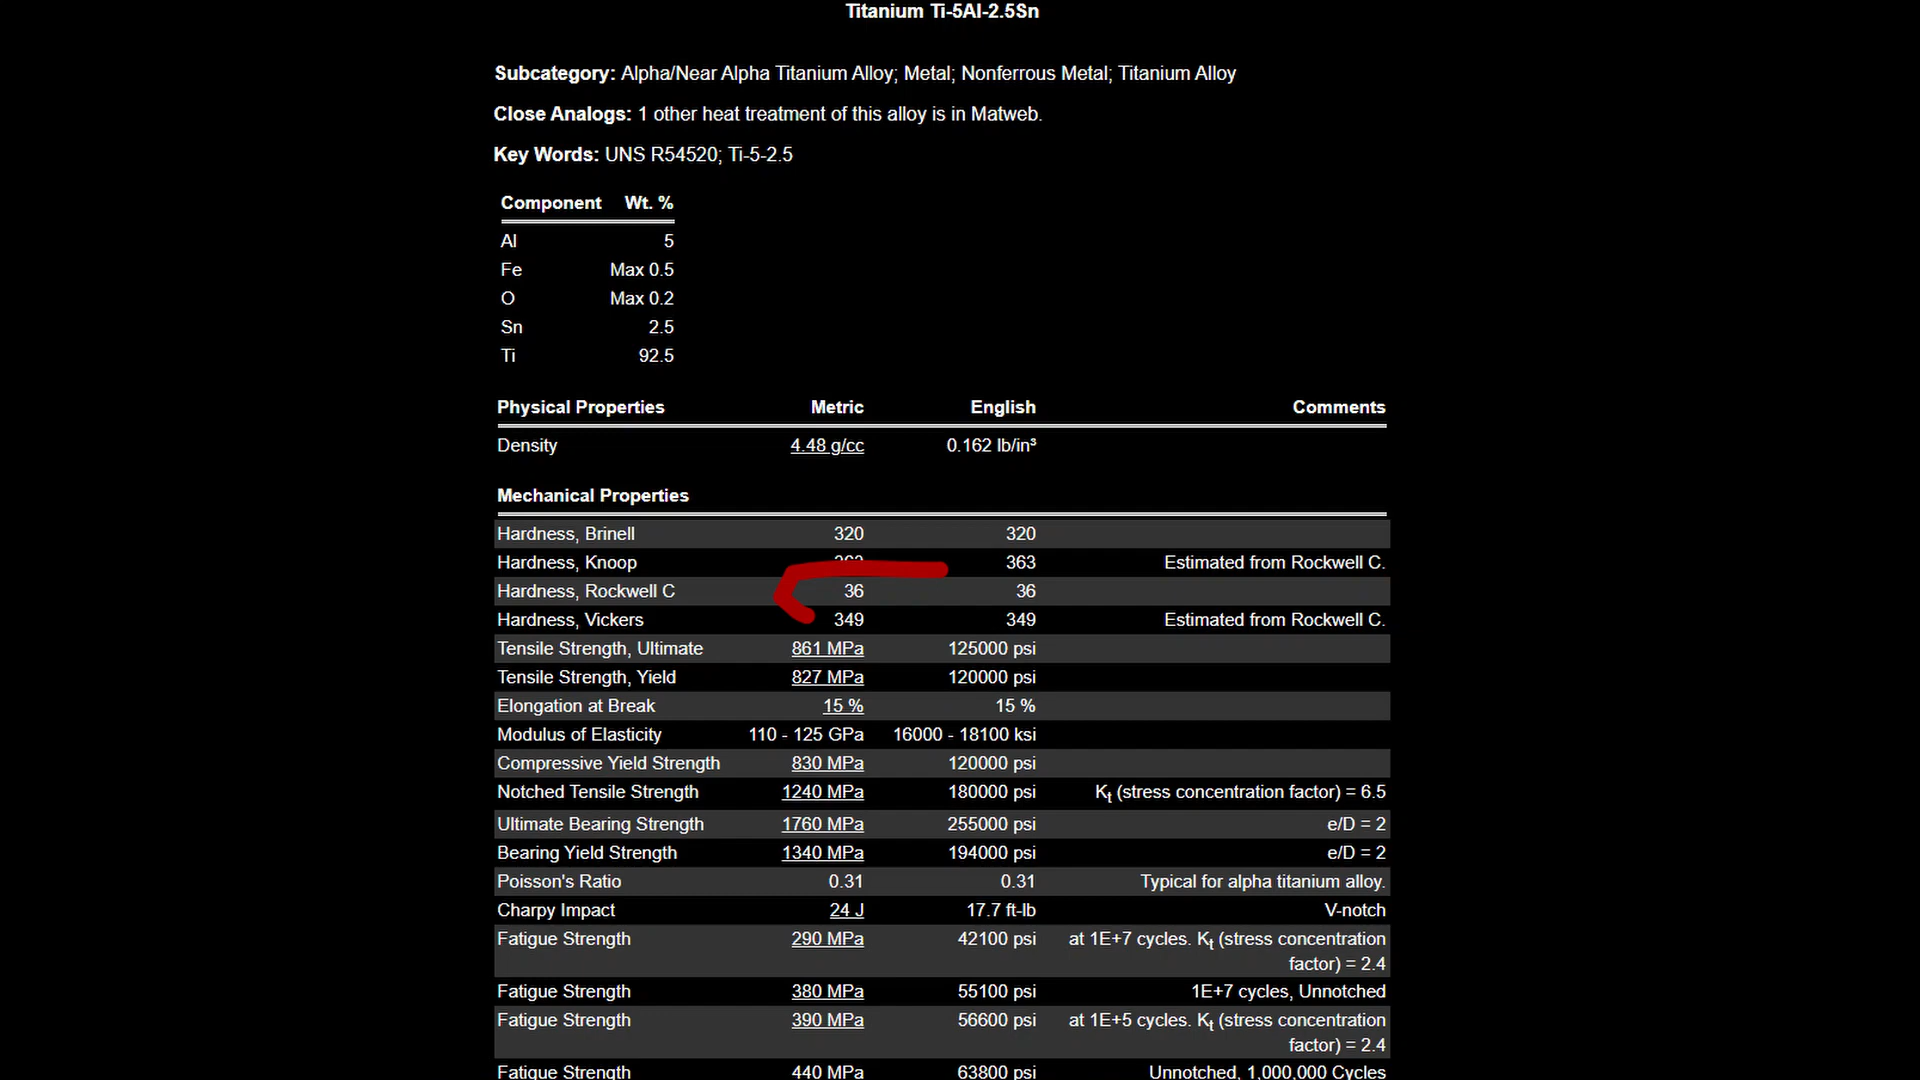 Titanium Ti-5Al-2.5Sn
Subcategory: Alpha/Near Alpha Titanium Alloy; Metal; Nonferrous Metal; Titanium Alloy
Close Analogs: 1 other heat treatment of this alloy is in Matweb.
Key Words: UNS R54520; Ti-5-2.5
Component Wt. %
Al 5
Fe Max 0.5
O Max 0.2
Sn 2.5
Ti 92.5
Physical Properties Metric English Comments
Density 4.48 g/cc 0.162 lb/in³
Mechanical Properties
Hardness, Brinell 320 320
Hardness, Knoop 363 Estimated from Rockwell C.
Hardness, Rockwell C 36 36
Hardness, Vickers 349 349 Estimated from Rockwell C.
Tensile Strength, Ultimate 861 MPa 125000 psi
Tensile Strength, Yield 827 MPa 120000 psi
Elongation at Break 15 % 15 %
Modulus of Elasticity 110 - 125 GPa 16000 - 18100 ksi
Compressive Yield Strength 830 MPa 120000 psi
Notched Tensile Strength 1240 MPa 180000 psi Kt (stress concentration factor) = 6.5
Ultimate Bearing Strength 1760 MPa 255000 psi e/D = 2
Bearing Yield Strength 1340 MPa 194000 psi e/D = 2
Poisson's Ratio 0.31 0.31 Typical for alpha titanium alloy.
Charpy Impact 24 J 17.7 ft-lb V-notch
Fatigue Strength 290 MPa 42100 psi at 1E+7 cycles. Kt (stress concentration
factor) = 2.4
Fatigue Strength 380 MPa 55100 psi 1E+7 cycles, Unnotched
Fatigue Strength 390 MPa 56600 psi at 1E+5 cycles. Kt (stress concentration
factor) = 2.4
Fatigue Strength 440 MPa 63800 psi Unnotched, 1,000,000 Cycles